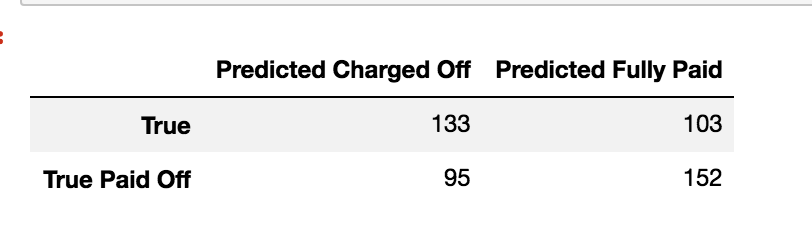 Predicted Charged Off Predicted Fully Paid
True 133 103
True Paid Off 95 152